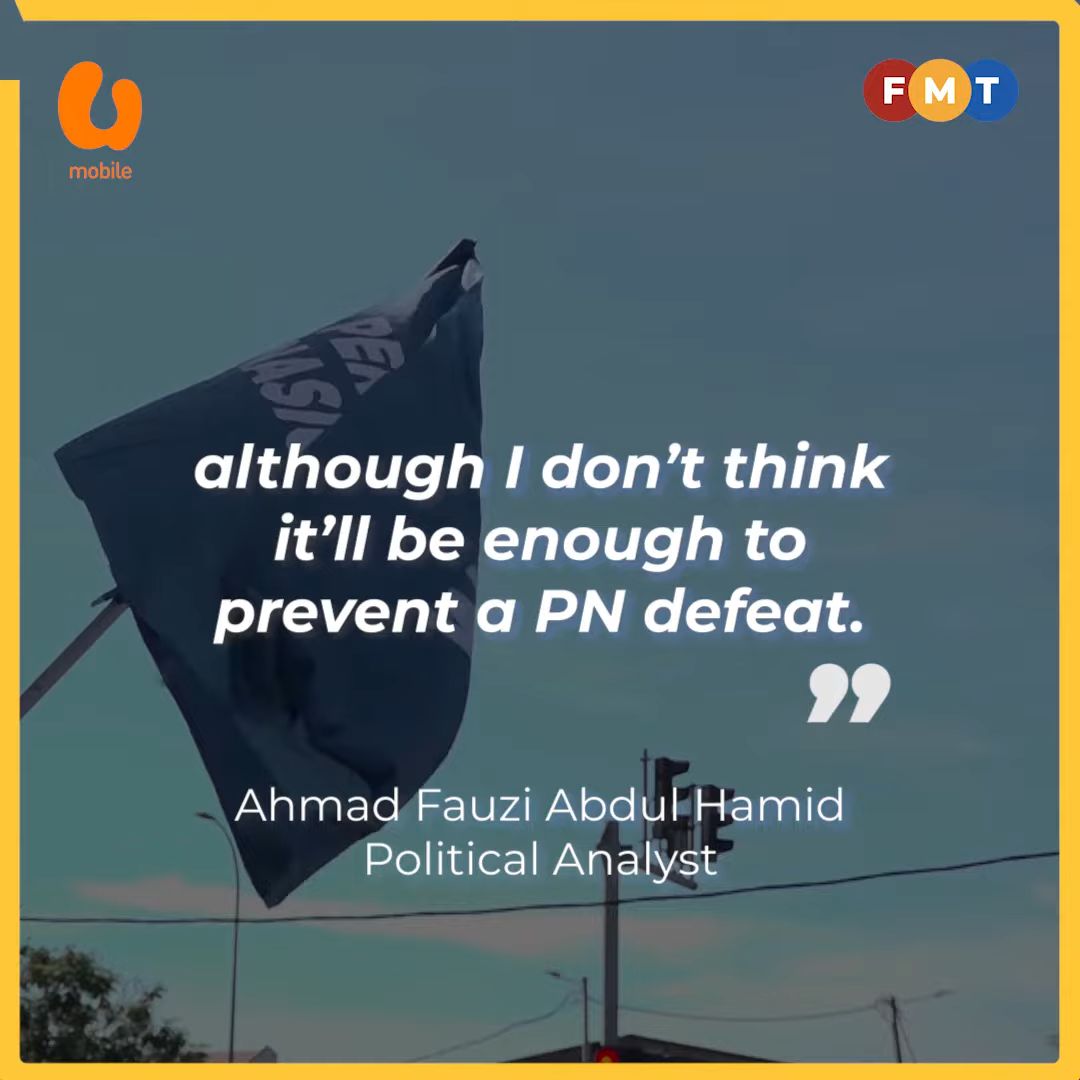 mobile
FMT
although I don't think
it'll be enough to
prevent a PN defeat.
”
Ahmad Fauzi Abdul Hamid
Political Analyst